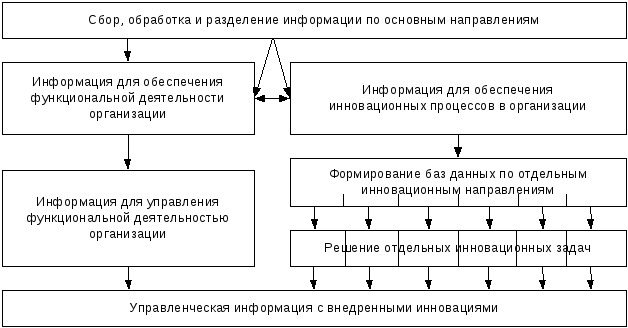 Сбор, обработка и разделение информации по основным направлениям
Информация для обеспечения
функциональной деятельности
организации
Информация для обеспечения
инновационных процессов в организации
Формирование баз данных по отдельным
инновационным направлениям
Информация для управления
функциональной деятельностью
организации
Решение отдельных инновационных задач
Управленческая информация с внедренными инновациями